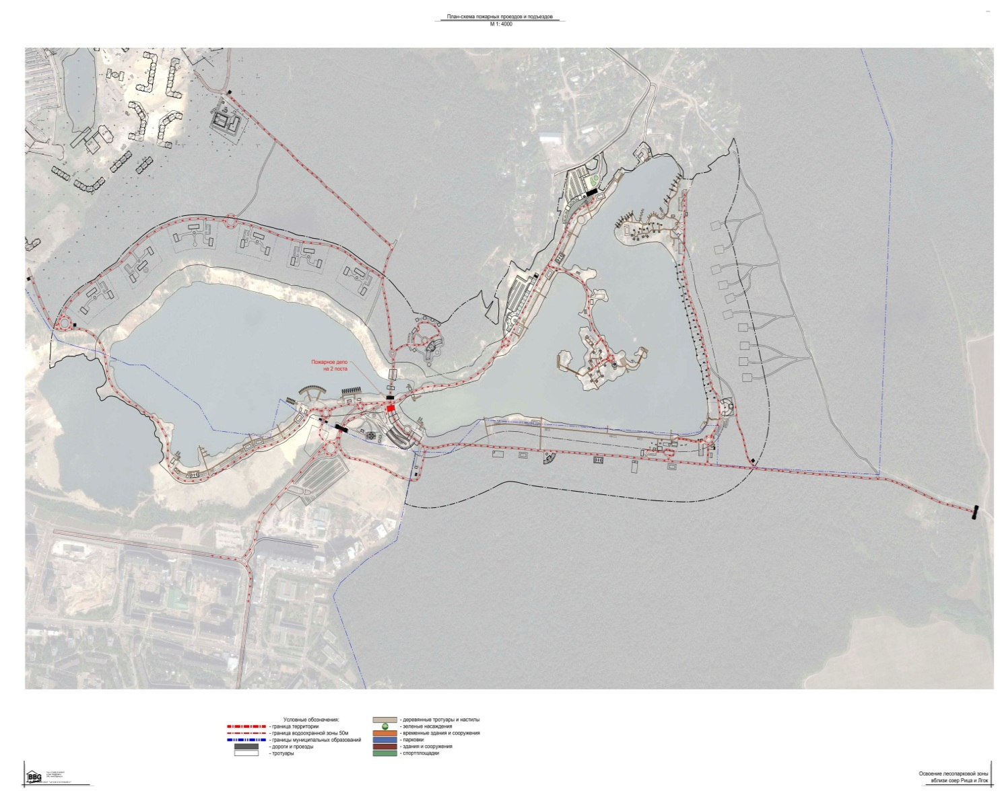 План-схема пожарных проездов и подъездов
М 1: 4000
Пожарное депо
на 2 поста
Условные обозначения:
- граница территории
- граница водоохранной зоны 50м
- границы муниципальных образований
- дороги и проезды
- тротуары
- деревянные тротуары и настилы
- зеленые насаждения
- временные здания и сооружения
- парковки
- здания и сооружения
- спортплощадки
BBG
Освоение лесопарковой зоны
вблизи озер Рица и Лгок